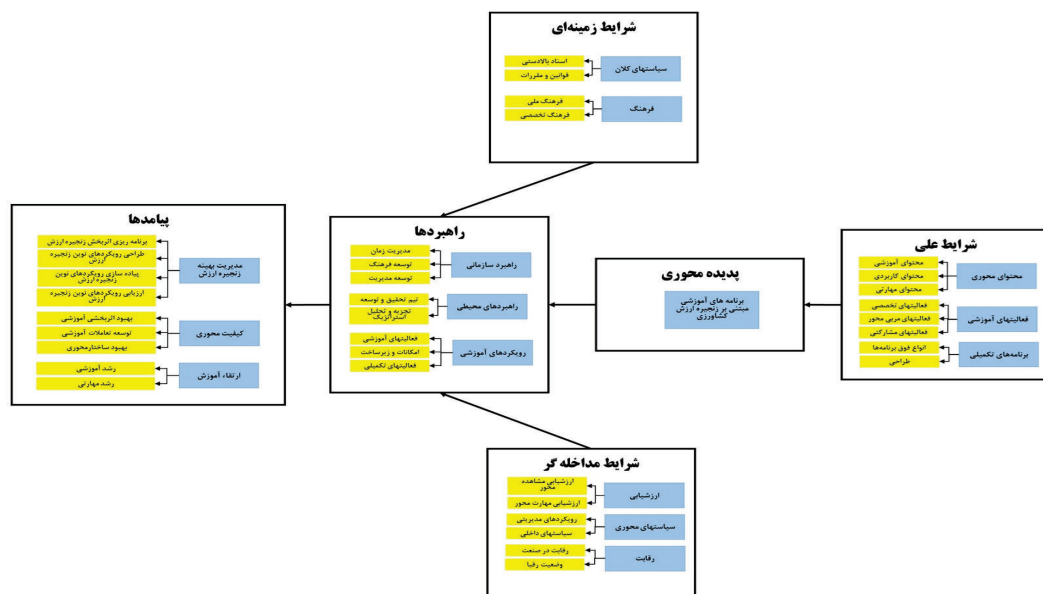 شرایط زمینه‌ای
سیاستهای کلان
اسناد بالادستی
قوانین و مقررات
فرهنگ
فرهنگ ملی
فرهنگ تخصصی
شرایط علی
محتوای محوری
محتوای آموزشی
محتوای کاربردی
محتوای مهارتی
فعالیتهای آموزشی
فعالیتهای تخصصی
فعالیتهای مربی محور
فعالیتهای مشارکتی
برنامه‌های تکمیلی
انواع فوق برنامه‌ها
طراحی
پدیده محوری
برنامه های آموزشی
مبتنی بر زنجیره ارزش
کشاورزی
راهبردها
راهبرد سازمانی
مدیریت زمان
توسعه فرهنگ
توسعه مدیریت
راهبردهای محیطی
تیم تحقیق و توسعه
تجزیه و تحلیل
استراتژیک
رویکردهای آموزشی
فعالیتهای آموزشی
امکانات و زیرساخت
فعالیتهای تکمیلی
پیامدها
مدیریت بهینه
زنجیره ارزش
برنامه ریزی اثربخش زنجیره ارزش
طراحی رویکردهای نوین زنجیره
ارزش
پیاده سازی رویکردهای نوین
زنجیره ارزش
ارزیابی رویکردهای نوین زنجیره
ارزش
کیفیت محوری
بهبود اثربخشی آموزشی
توسعه تعاملات آموزشی
بهبود ساختارمحوری
ارتقاء آموزش
رشد آموزشی
رشد مهارتی
شرایط مداخله گر
ارزشیابی
ارزشیابی مشاهده
محور
ارزشیابی مهارت محور
سیاستهای محوری
رویکردهای مدیریتی
سیاستهای داخلی
رقابت
رقابت در صنعت
وضعیت رقبا